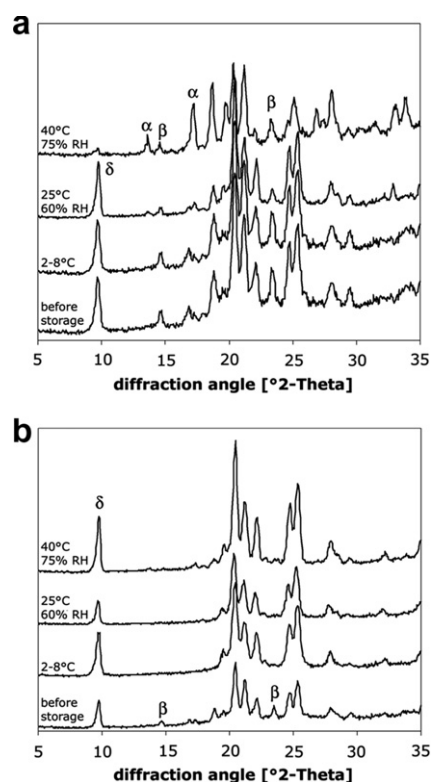 a
α
β
α
β
40°C
75% RH
δ
25°C
60% RH
2-8°C
before
storage
5 10 15 20 25 30 35
diffraction angle [°2-Theta]
b
δ
40°C
75% RH
25°C
60% RH
2-8°C
before
storage
β
β
5 10 15 20 25 30 35
diffraction angle [°2-Theta]